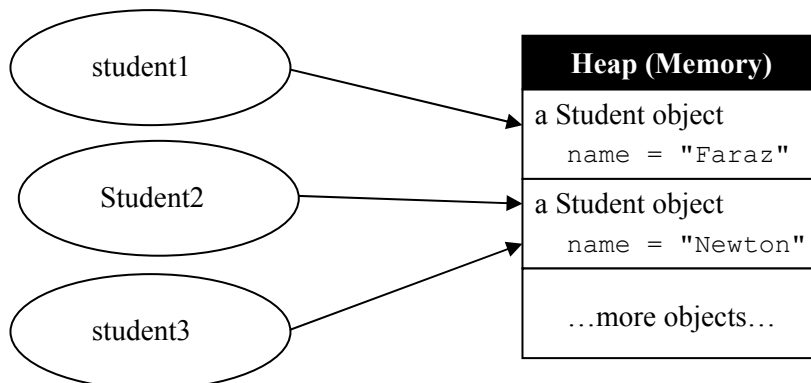 student1
Student2
student3
Heap (Memory)
a Student object
name = "Faraz"
a Student object
name = "Newton"
…more objects…